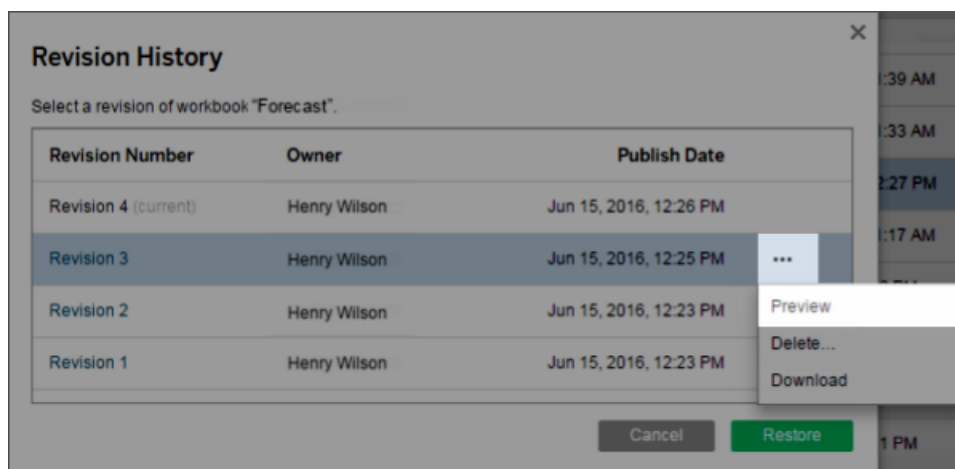 Revision History
Select a revision of workbook "Forecast".
Revision Number Owner Publish Date
Revision 4 (current) Henry Wilson Jun 15, 2016, 12:26 PM
Revision 3 Henry Wilson Jun 15, 2016, 12:25 PM ...
Revision 2 Henry Wilson Jun 15, 2016, 12:23 PM
Revision 1 Henry Wilson Jun 15, 2016, 12:23 PM
Preview
Delete...
Download
Cancel Restore
:39 AM
:33 AM
2:27 PM
:17 AM
1 PM